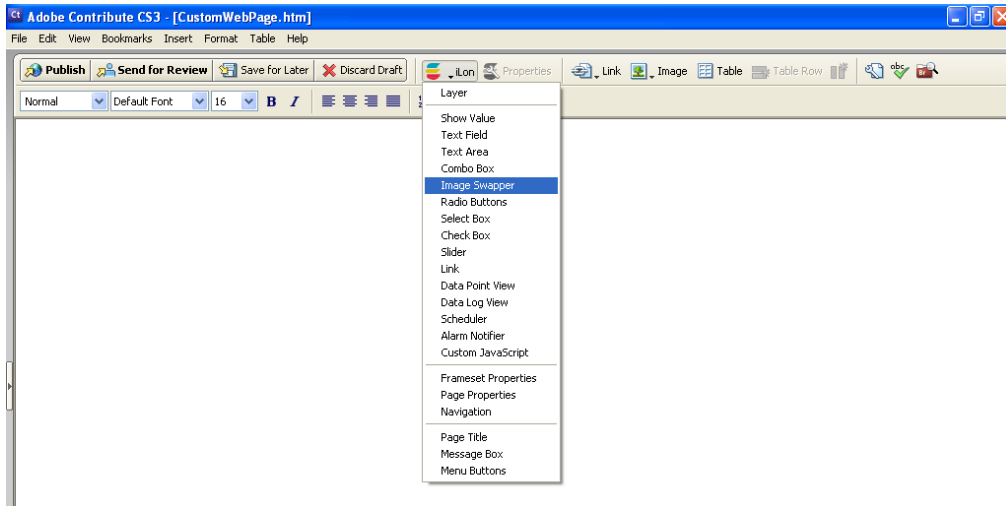 Ct Adobe Contribute CS3 - [CustomWebPage.htm]
File Edit View Bookmarks Insert Format Table Help
Publish Send for Review Save for Later Discard Draft iLon Properties Link Image Table Table Row abc Br
Normal Default Font 16 B I
Layer
Show Value
Text Field
Text Area
Combo Box
Image Swapper
Radio Buttons
Select Box
Check Box
Slider
Link
Data Point View
Data Log View
Scheduler
Alarm Notifier
Custom JavaScript
Frameset Properties
Page Properties
Navigation
Page Title
Message Box
Menu Buttons